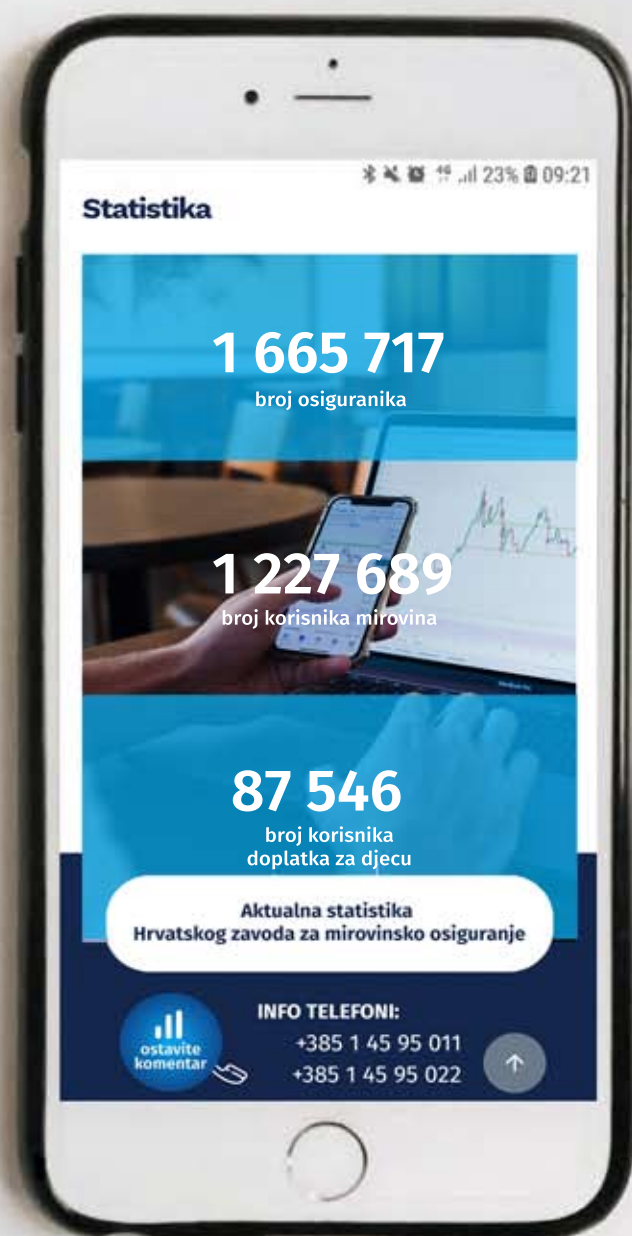 4G 23% 09:21
Statistika
1 665 717
broj osiguranika
1 227 689
broj korisnika mirovina
87 546
broj korisnika
doplatka za djecu
Aktualna statistika
Hrvatskog zavoda za mirovinsko osiguranje
ostavite
komentar
INFO TELEFONI:
+385 1 45 95 011
+385 1 45 95 022